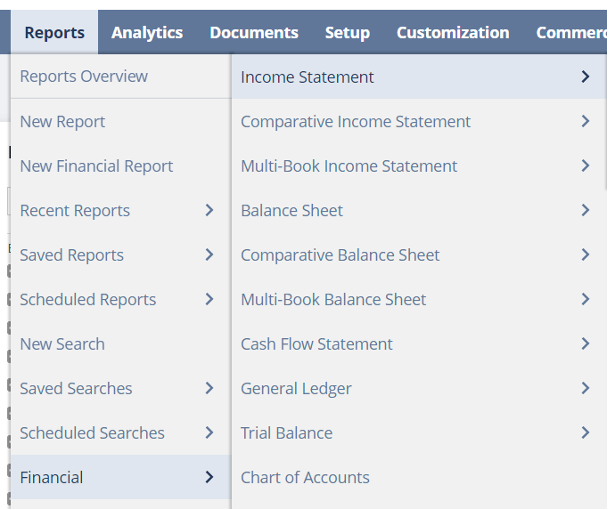 Reports Analytics Documents Setup Customization
Reports Overview
New Report
New Financial Report
Recent Reports
Saved Reports
Scheduled Reports
New Search
Saved Searches
Scheduled Searches
Financial
Income Statement
Comparative Income Statement
Multi-Book Income Statement
Balance Sheet
Comparative Balance Sheet
Multi-Book Balance Sheet
Cash Flow Statement
General Ledger
Trial Balance
Chart of Accounts